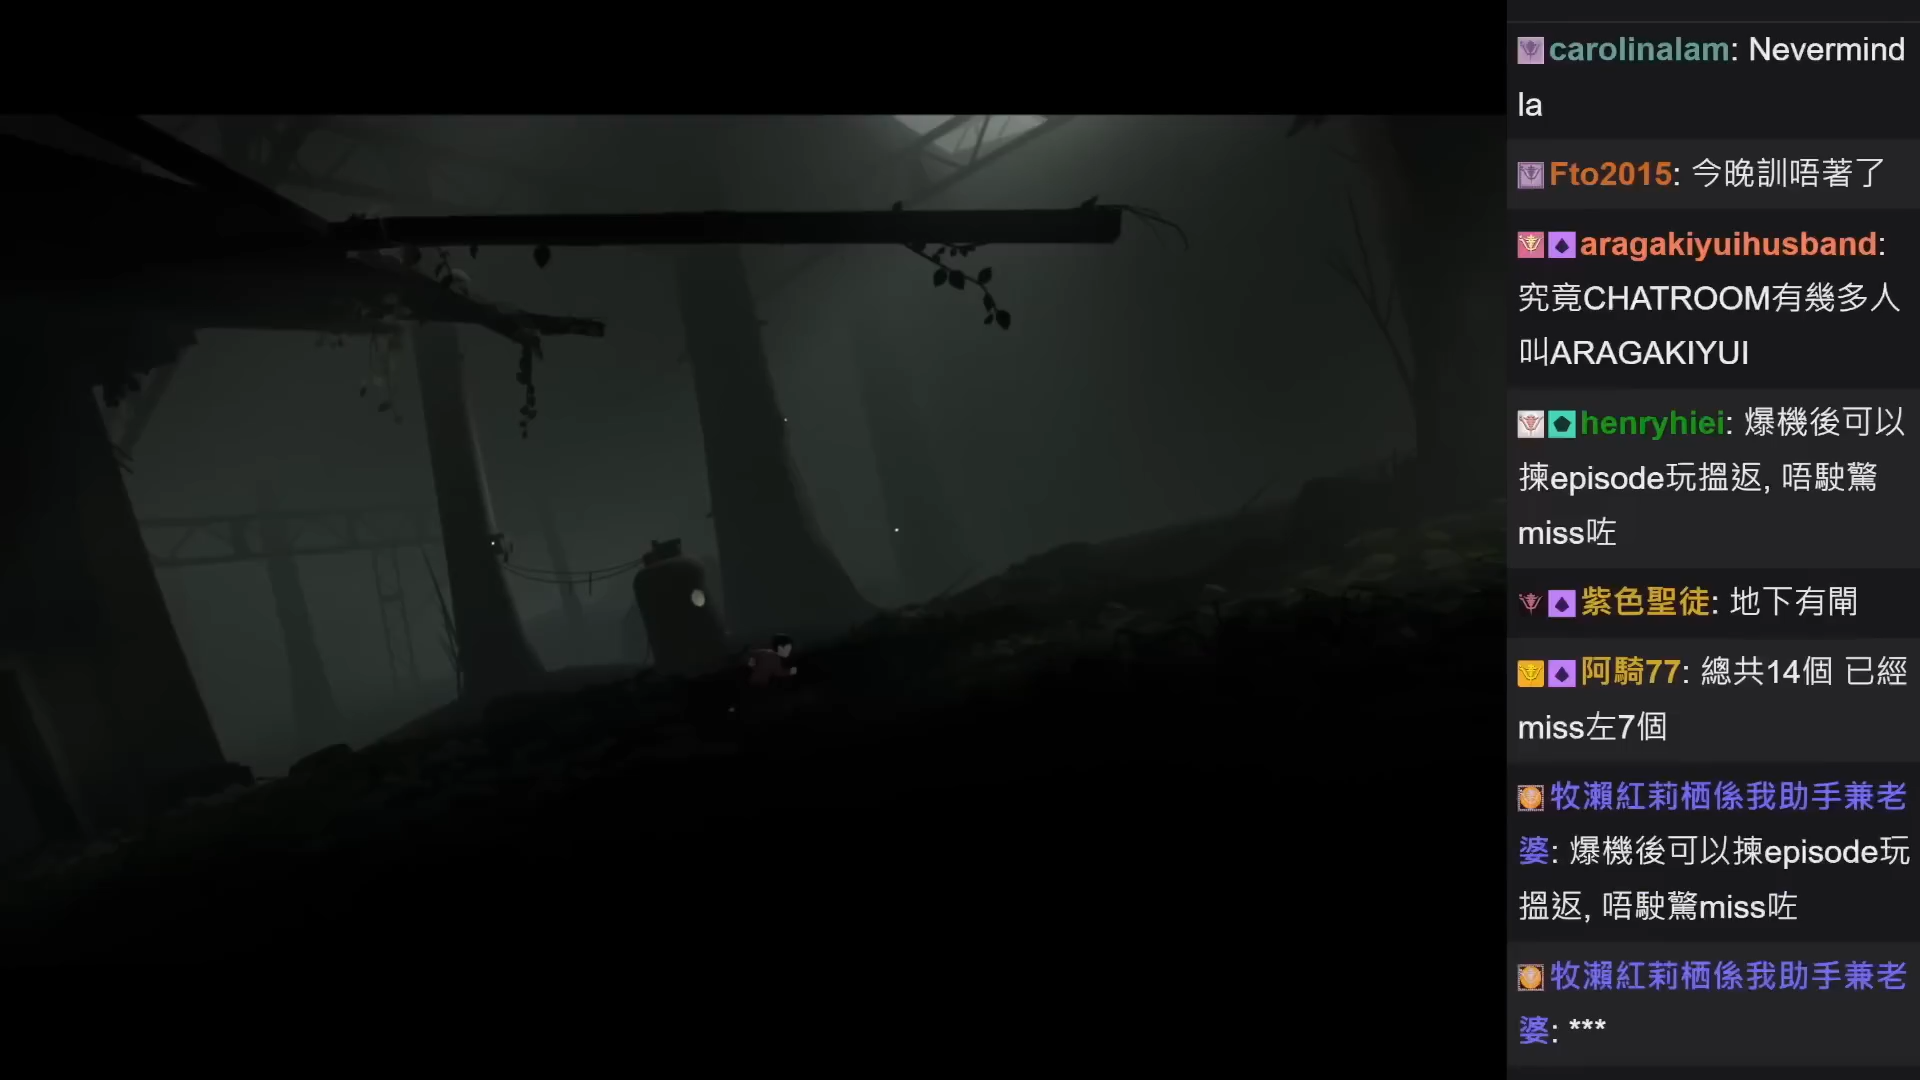 carolinalam: Nevermind
la
Fto2015: 今晚訓唔著了
aragakiyuihusband:
究竟CHATROOM有幾多人
叫ARAGAKIYUI
henryhiei: 爆機後可以
揀episode玩搵返, 唔駛驚
miss咗
紫色聖徒: 地下有閘
阿騎77: 總共14個 已經
miss左7個
牧瀨紅莉栖係我助手兼老
婆: 爆機後可以揀episode玩
搵返, 唔駛驚miss咗
牧瀨紅莉栖係我助手兼老
婆: ***